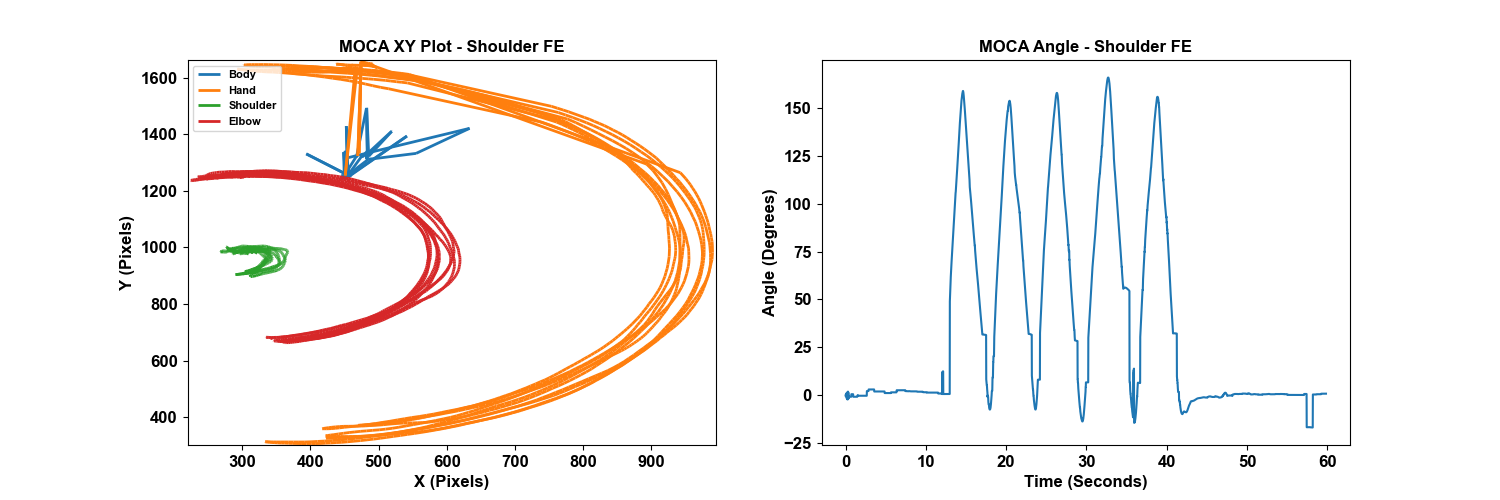 MOCA XY Plot - Shoulder FE
Body
Hand
Shoulder
Elbow
1600
1400
1200
1000
800
600
400
Y (Pixels)
300 400 500 600 700 800 900
X (Pixels)
MOCA Angle - Shoulder FE
150
125
100
75
50
25
0
−25
Angle (Degrees)
0 10 20 30 40 50 60
Time (Seconds)